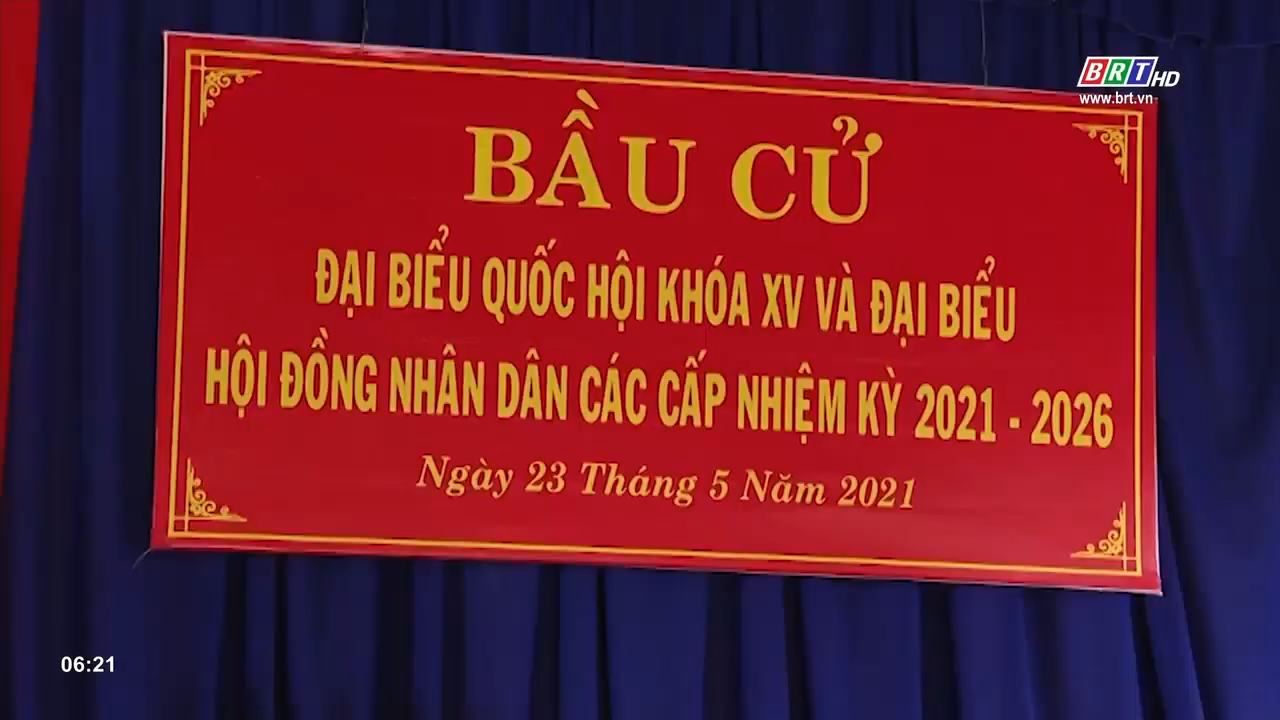 BRT HD
www.brt.vn
BẦU CỬ
ĐẠI BIỂU QUỐC HỘI KHÓA XV VÀ ĐẠI BIỂU
HỘI ĐỒNG NHÂN DÂN CÁC CẤP NHIỆM KỲ 2021 - 2026
Ngày 23 Tháng 5 Năm 2021
06:21